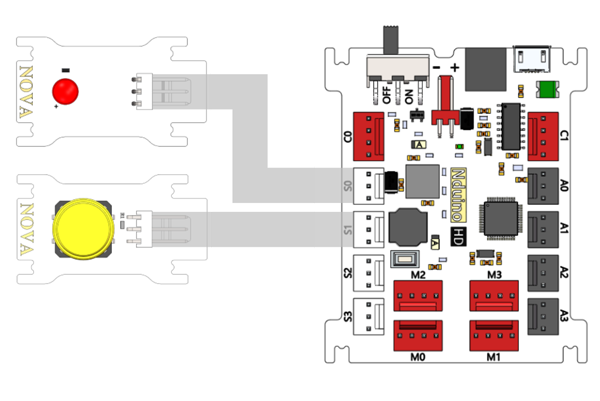 NOVA
NOVA
OFF
ON
- +
C0
C1
A
S0
A0
Nduino
S1
A1
HD
A
S2
A2
M2
M3
S3
A3
M0
M1